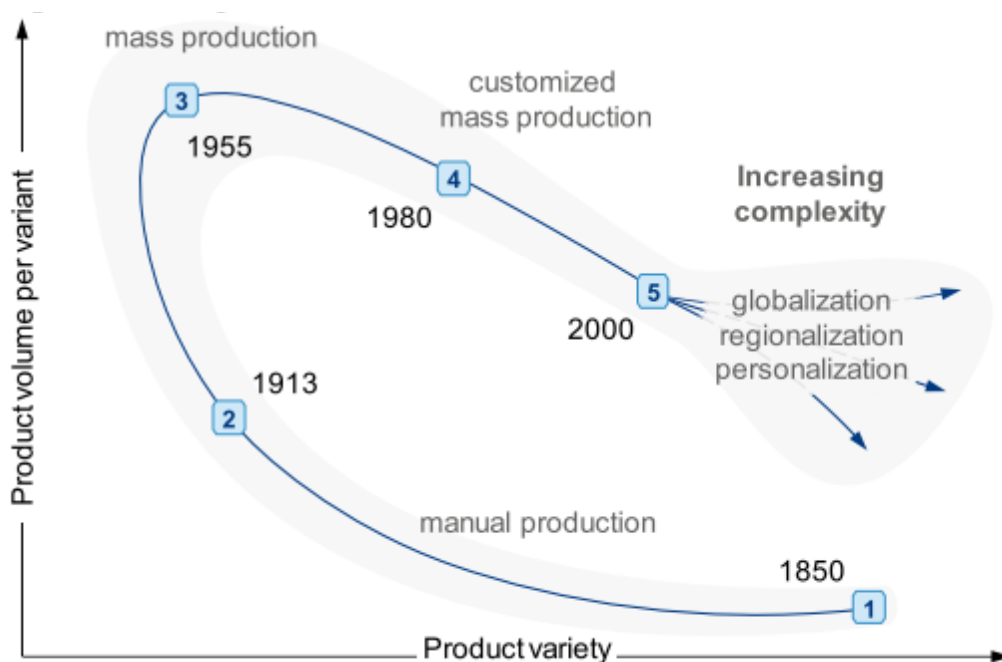 mass production
3
1955
customized
mass production
4
1980
Increasing
complexity
5
2000
globalization
regionalization
personalization
1913
2
manual production
1850
1
Product volume per variant
Product variety